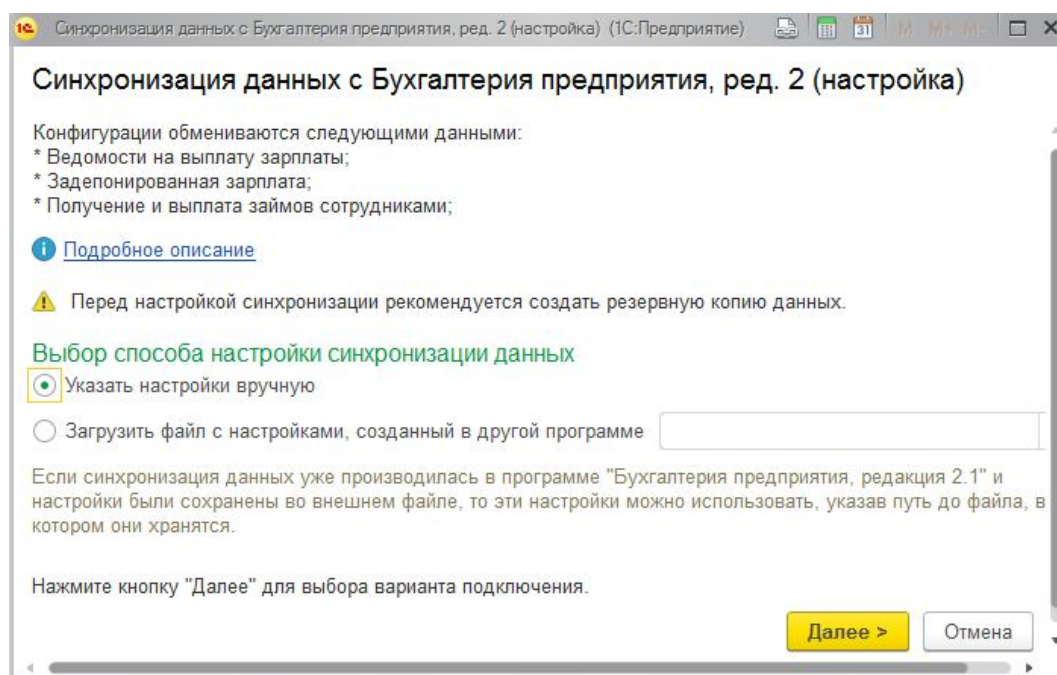 Синхронизация данных с Бухгалтерия предприятия, ред. 2 (настройка) (1С:Предприятие)
31 M M+ M-
Синхронизация данных с Бухгалтерия предприятия, ред. 2 (настройка)
Конфигурации обмениваются следующими данными:
* Ведомости на выплату зарплаты;
* Задепонированная зарплата;
* Получение и выплата займов сотрудниками;
Подробное описание
Перед настройкой синхронизации рекомендуется создать резервную копию данных.
Выбор способа настройки синхронизации данных
Указать настройки вручную
Загрузить файл с настройками, созданный в другой программе
Если синхронизация данных уже производилась в программе "Бухгалтерия предприятия, редакция 2.1" и
настройки были сохранены во внешнем файле, то эти настройки можно использовать, указав путь до файла, в
котором они хранятся.
Нажмите кнопку "Далее" для выбора варианта подключения.
Далее >
Отмена